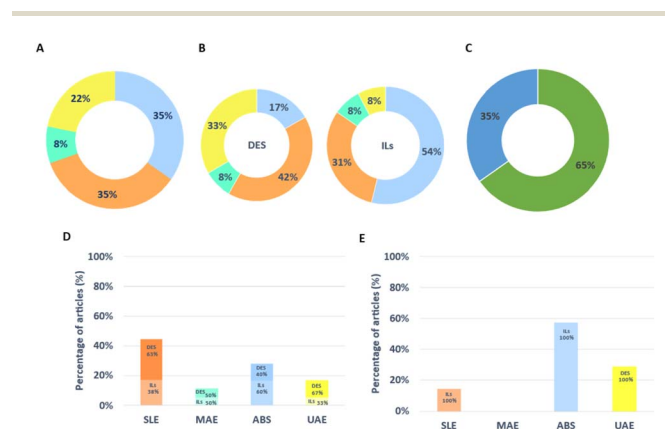 A
B
C
22%
35%
8%
35%
33%
17%
DES
8%
42%
8%
8%
ILs
31%
54%
35%
65%
D
E
Percentage of articles (%)
100%
80%
60%
40%
20%
0%
DES
63%
ILs
38%
DES
50%
ILs 50%
DES
40%
ILs
60%
DES
67%
ILs 33%
SLE
MAE
ABS
UAE
Percentage of articles (%)
100%
80%
60%
40%
20%
0%
ILs
100%
ILs
100%
DES
100%
SLE
MAE
ABS
UAE